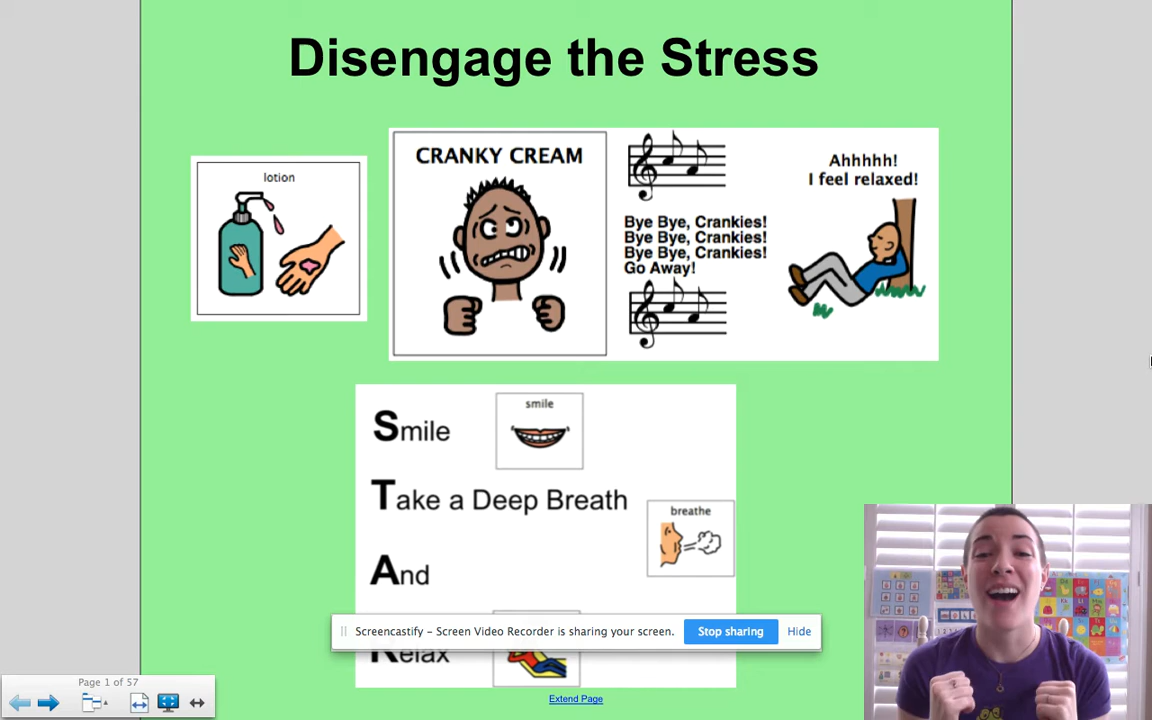 Disengage the Stress
lotion
CRANKY CREAM
Bye Bye, Crankies!
Bye Bye, Crankies!
Bye Bye, Crankies!
Go Away!
Ahhhhh!
I feel relaxed!
Smile
smile
Take a Deep Breath
breathe
And
Screencastify - Screen Video Recorder is sharing your screen.
Stop sharing
Hide
Relax
Page 1 of 57
Extend Page